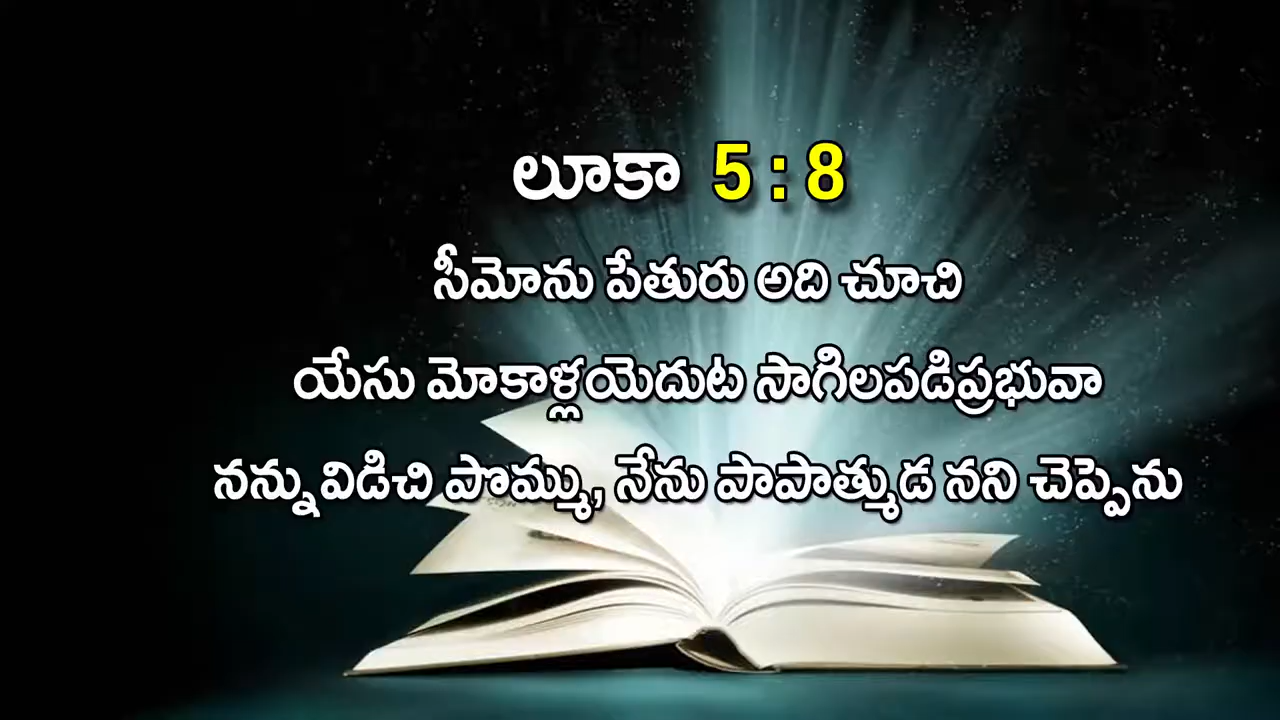 లూకా 5 : 8
సీమోను పేతురు అది చూచి
యేసు మోకాళ్లయెదుట సాగిలపడిప్రభువా
నన్నువిడిచి పొమ్ము, నేను పాపాత్ముడ నని చెప్పెను